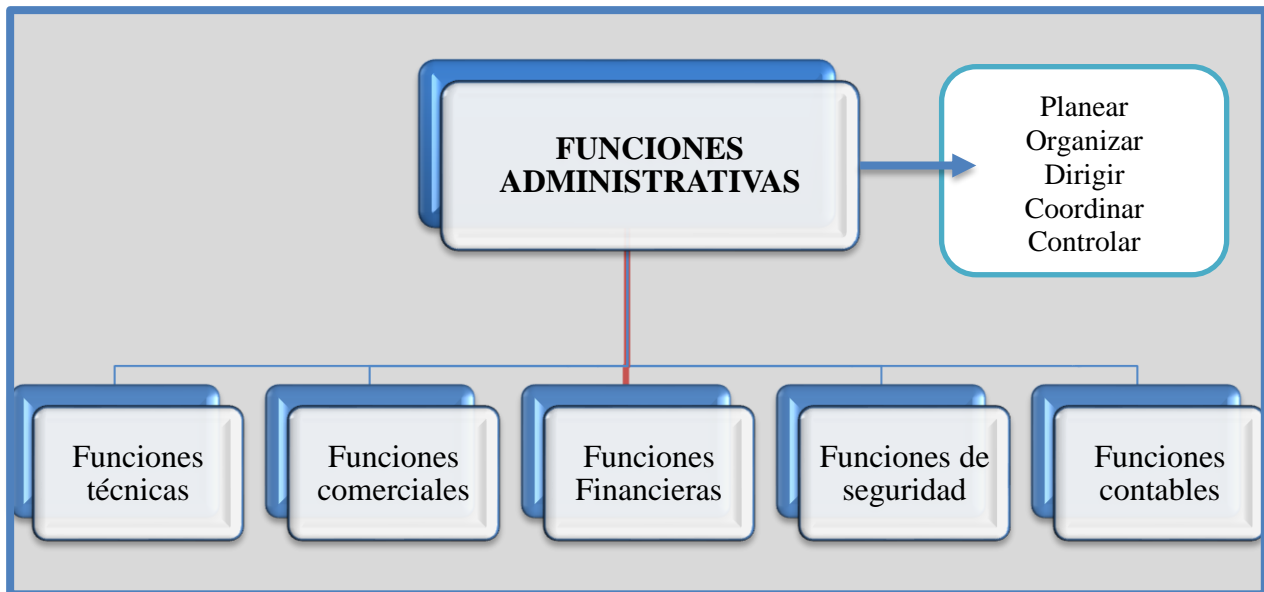 FUNCIONES
ADMINISTRATIVAS
Planear
Organizar
Dirigir
Coordinar
Controlar
Funciones
técnicas
Funciones
comerciales
Funciones
Financieras
Funciones de
seguridad
Funciones
contables